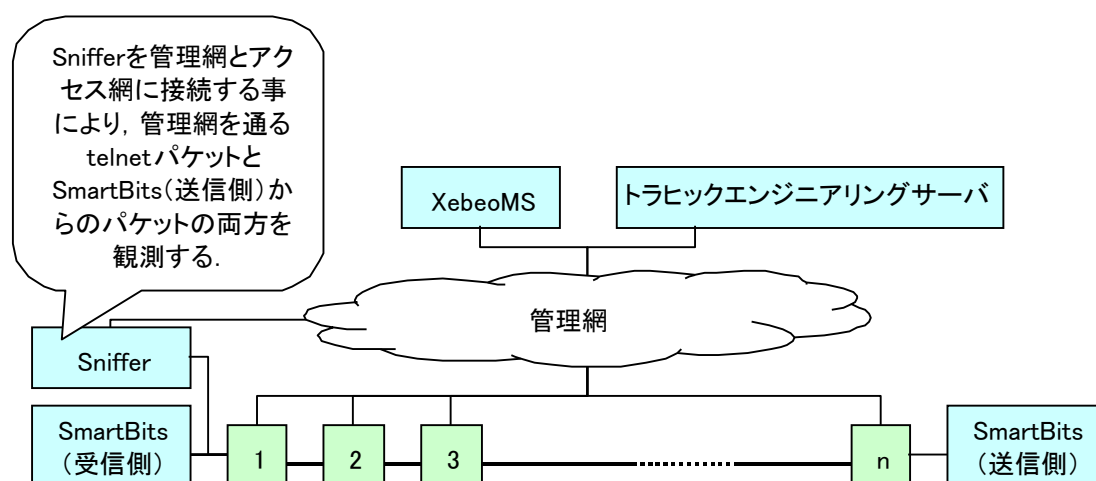 Snifferを管理網とアク
セス網に接続する事
により，管理網を通る
telnetパケットと
SmartBits(送信側)か
らのパケットの両方を
観測する．
XebeoMS
トラヒックエンジニアリングサーバ
管理網
Sniffer
SmartBits
(受信側)
1
2
3
n
SmartBits
(送信側)